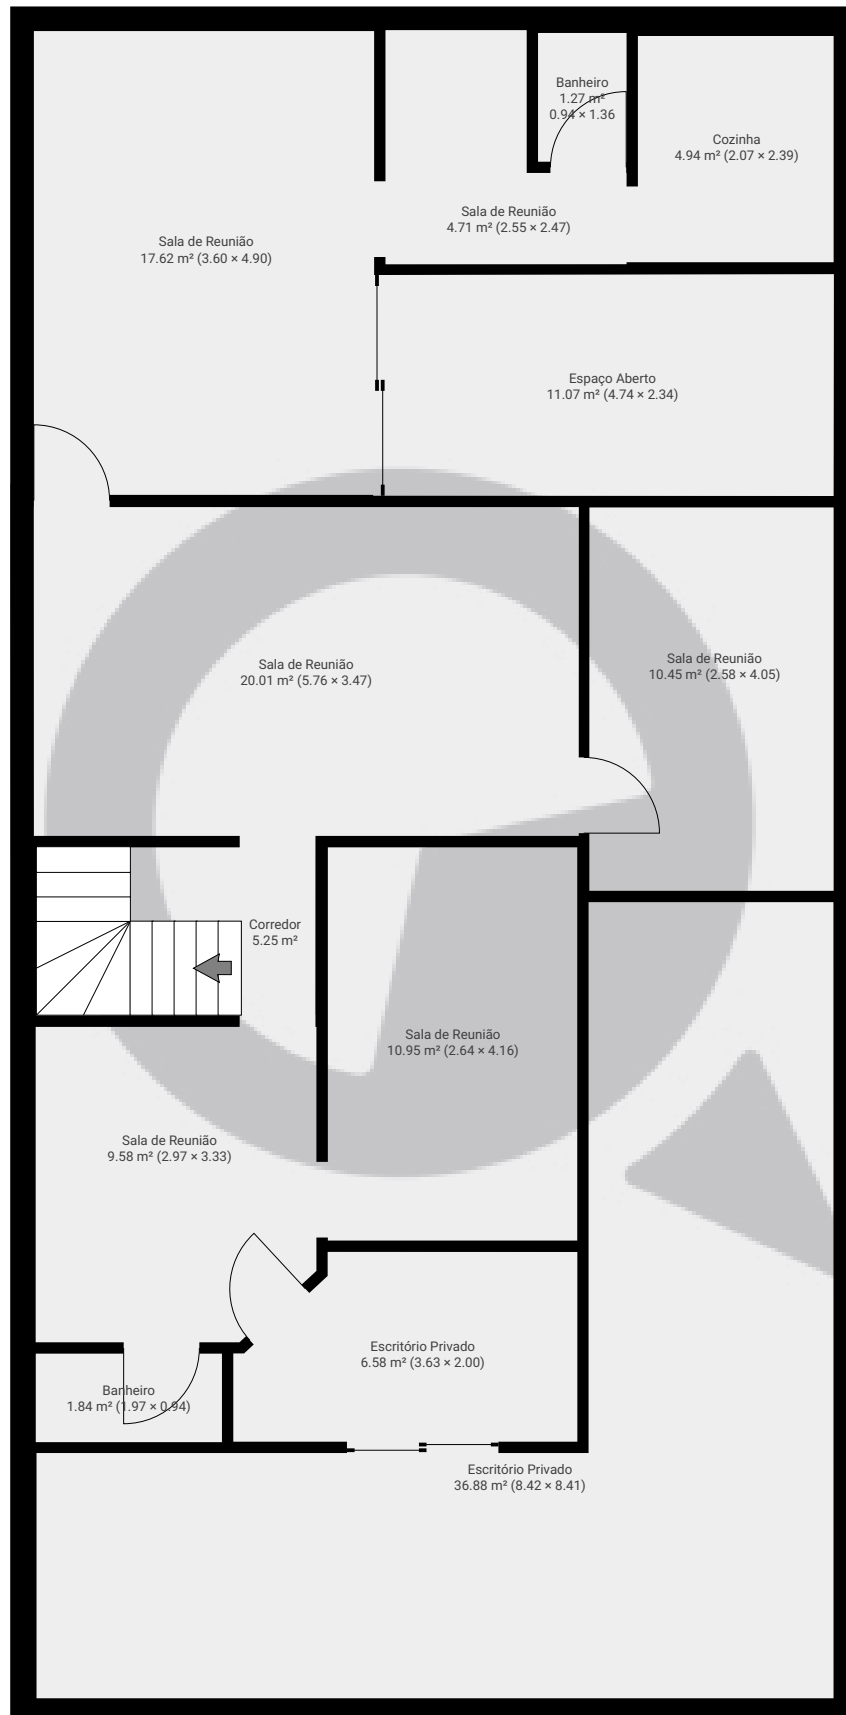 Banheiro
1.27 m²
0.94 × 1.36
Cozinha
4.94 m² (2.07 × 2.39)
Sala de Reunião
4.71 m² (2.55 × 2.47)
Sala de Reunião
17.62 m² (3.60 × 4.90)
Espaço Aberto
11.07 m² (4.74 × 2.34)
Sala de Reunião
20.01 m² (5.76 × 3.47)
Sala de Reunião
10.45 m² (2.58 × 4.05)
Corredor
5.25 m²
Sala de Reunião
10.95 m² (2.64 × 4.16)
Sala de Reunião
9.58 m² (2.97 × 3.33)
Escritório Privado
6.58 m² (3.63 × 2.00)
Banheiro
1.84 m² (1.97 × 0.94)
Escritório Privado
36.88 m² (8.42 × 8.41)